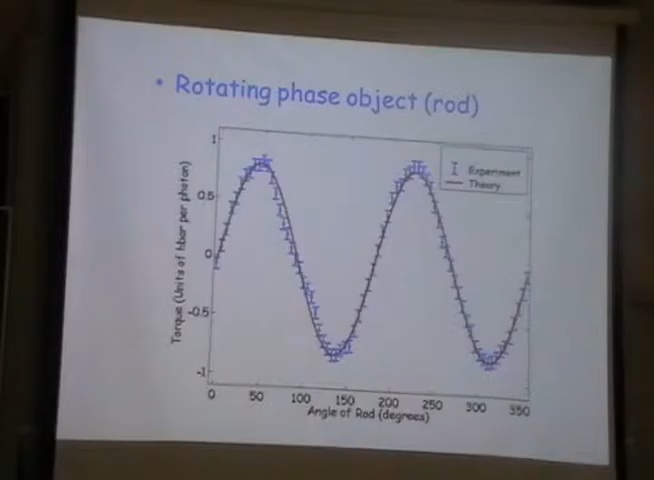 • Rotating phase object (rod)
1
0.5
0
-0.5
-1
Torque (Units of hbar per photon)
Experiment
Theory
0 50 100 150 200 250 300 350
Angle of Rod (degrees)